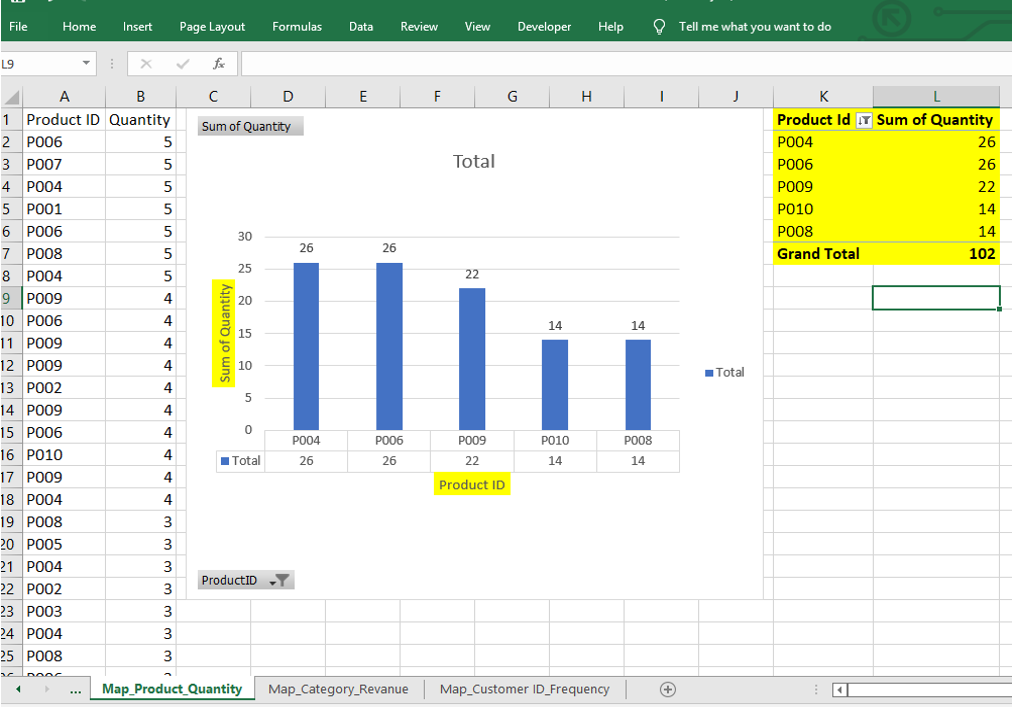 File Home Insert Page Layout Formulas Data Review View Developer Help Tell me what you want to do
L9 fx
A B C D E F G H I J K L
1 Product ID Quantity Product Id Sum of Quantity
2 P006 5 P004 26
3 P007 5 P006 26
4 P004 5 P009 22
5 P001 5 P010 14
6 P006 5 P008 14
7 P008 5 Grand Total 102
8 P004 5
9 P009 4
10 P006 4
11 P009 4
12 P009 4
13 P002 4
14 P009 4
15 P006 4
16 P010 4
17 P009 4
18 P004 4
19 P008 3
20 P005 3
21 P004 3
22 P002 3
23 P003 3
24 P004 3
25 P008 3
Sum of Quantity
Total
30
25
20
15
10
5
0
26 26 22 14 14
Sum of Quantity
P004 P006 P009 P010 P008
Total 26 26 22 14 14
Product ID
Total
ProductID
... Map_Product_Quantity Map_Category_Revanue Map_Customer ID_Frequency